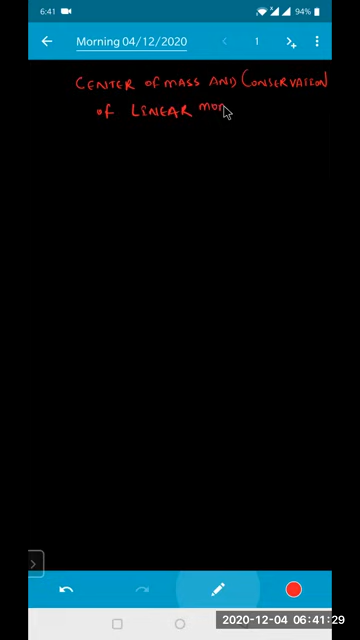 6:41 94%
Morning 04/12/2020 1
CENTER OF MASS AND CONSERVATION
OF LINEAR MOM
2020-12-04 06:41:29